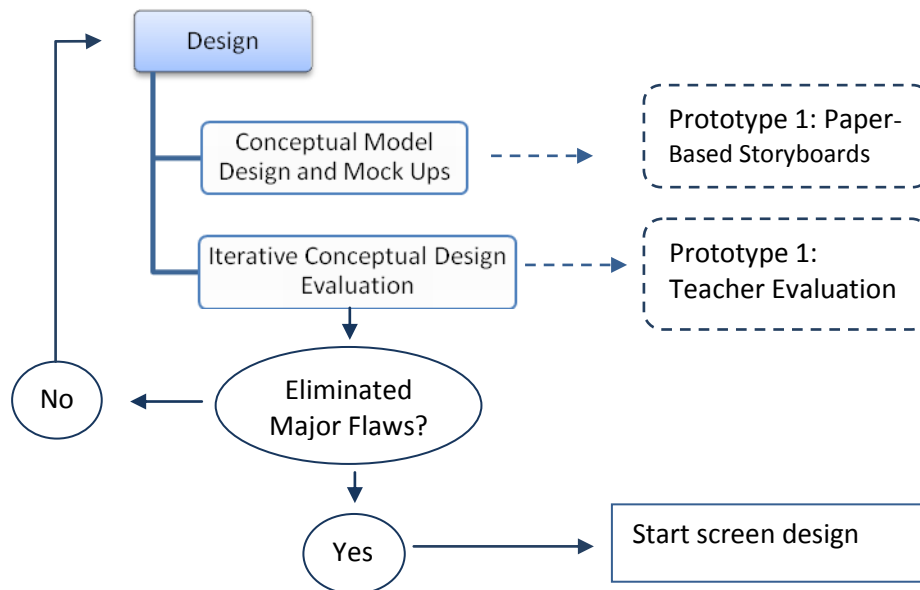 Design
Conceptual Model
Design and Mock Ups
Prototype 1: Paper-
Based Storyboards
Iterative Conceptual Design
Evaluation
Prototype 1:
Teacher Evaluation
Eliminated
Major Flaws?
No
Yes
Start screen design